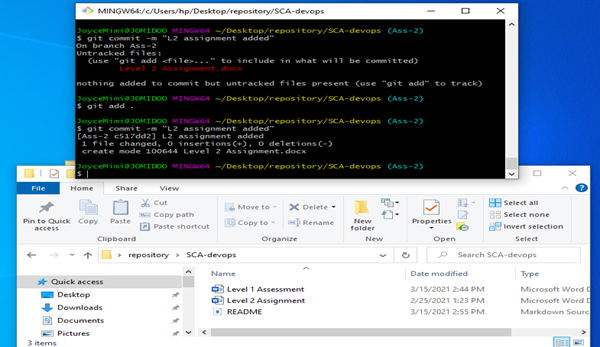 MINGW64:/c/Users/hp/Desktop/repository/SCA-devops
JoyceMimi@JOMIDOO MINGW64 ~/Desktop/repository/SCA-devops (Ass-2)
$ git commit -m "L2 assignment added"
On branch Ass-2
Untracked files:
(use "git add <file>..." to include in what will be committed)
Level 2 Assignment.docx
nothing added to commit but untracked files present (use "git add" to track)
JoyceMimi@JOMIDOO MINGW64 ~/Desktop/repository/SCA-devops (Ass-2)
$ git add .
JoyceMimi@JOMIDOO MINGW64 ~/Desktop/repository/SCA-devops (Ass-2)
$ git commit -m "L2 assignment added"
[Ass-2 c517dd2] L2 assignment added
1 file changed, 0 insertions(+), 0 deletions(-)
create mode 100644 Level 2 Assignment.docx
JoyceMimi@JOMIDOO MINGW64 ~/Desktop/repository/SCA-devops (Ass-2)
$
File Home Share View
Pin to Quick access
Copy
Paste
Cut
Copy path
Paste shortcut
Clipboard
Move to
Copy to
Delete
Rename
Organize
New folder
New
Properties
Open
Select all
Select none
Invert selection
Select
repository > SCA-devops
Search SCA-devops
Quick access
Desktop
Downloads
Documents
Pictures
Name Date modified Type
Level 1 Assessment 3/15/2021 2:44 PM Microsoft Word D
Level 2 Assignment 2/25/2021 1:23 PM Microsoft Word D
README 3/15/2021 2:55 PM Markdown Source
3 items